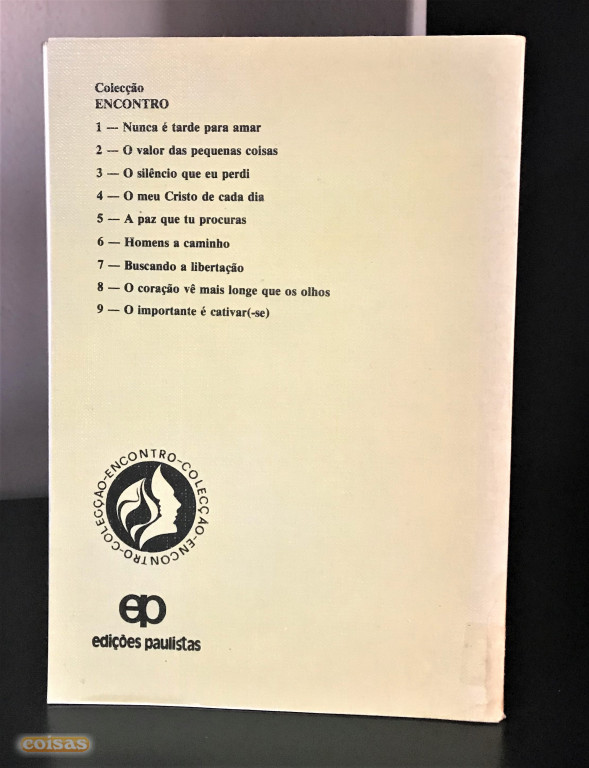 Colecção
ENCONTRO
1 — Nunca é tarde para amar
2 — O valor das pequenas coisas
3 — O silêncio que eu perdi
4 — O meu Cristo de cada dia
5 — A paz que tu procuras
6 — Homens a caminho
7 — Buscando a libertação
8 — O coração vê mais longe que os olhos
9 — O importante é cativar(-se)
COLECÇÃO-ENCONTRO-COLECÇÃO-ENCONTRO-
ep
edições paulistas
coisas